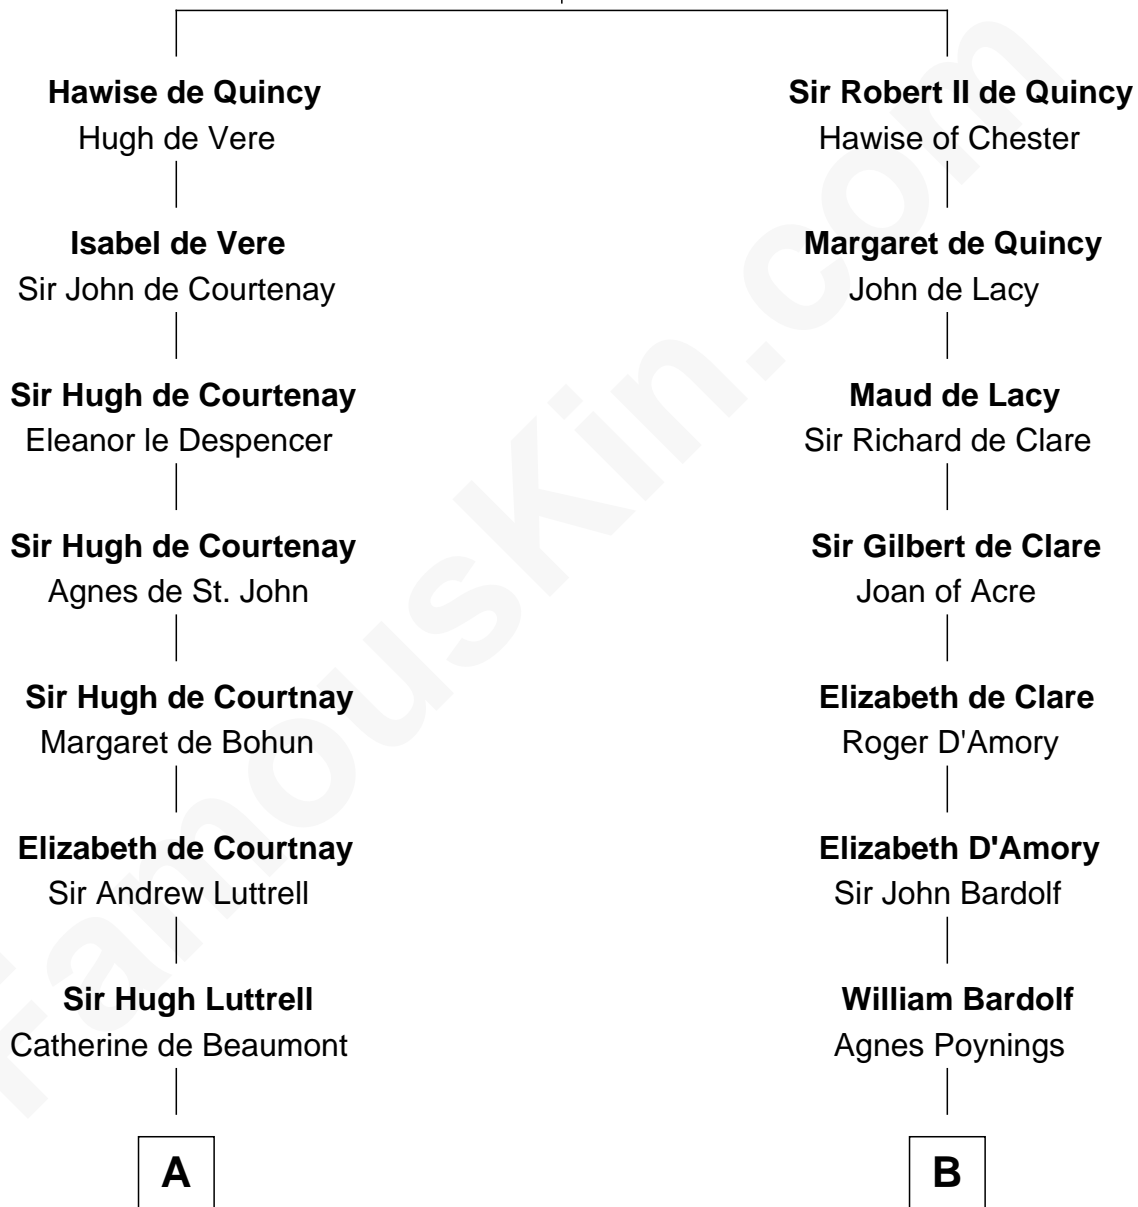 Hawise de Quincy
Hugh de Vere
Isabel de Vere
Sir John de Courtenay
Sir Hugh de Courtenay
Eleanor le Despencer
Sir Hugh de Courtenay
Agnes de St. John
Sir Hugh de Courtnay
Margaret de Bohun
Elizabeth de Courtnay
Sir Andrew Luttrell
Sir Hugh Luttrell
Catherine de Beaumont
A
Sir Robert II de Quincy
Hawise of Chester
Margaret de Quincy
John de Lacy
Maud de Lacy
Sir Richard de Clare
Sir Gilbert de Clare
Joan of Acre
Elizabeth de Clare
Roger D'Amory
Elizabeth D'Amory
Sir John Bardolf
William Bardolf
Agnes Poynings
B
FamousKin.com